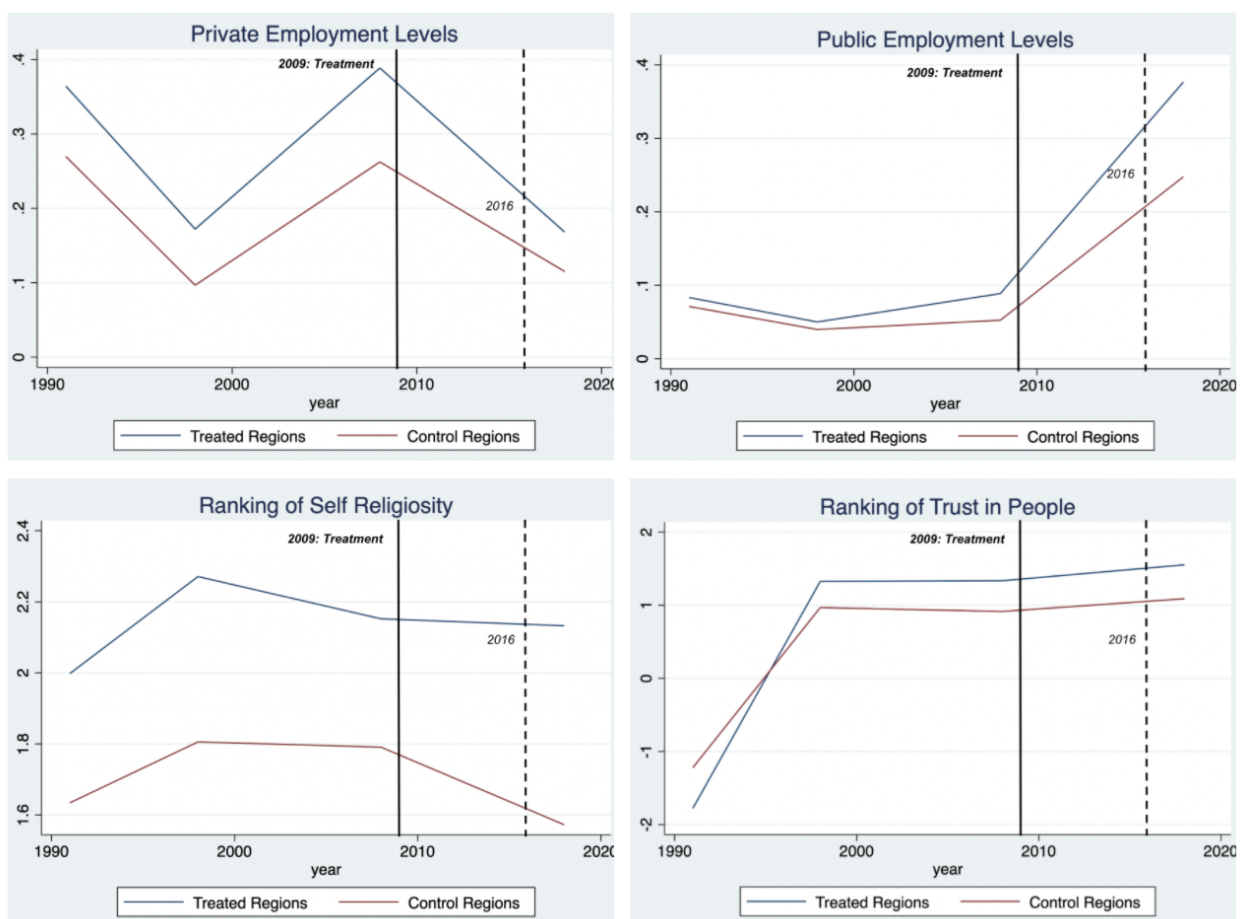 Private Employment Levels
2009: Treatment
.4
.3
.2
.1
0
2016
1990 2000 2010 2020
year
Treated Regions Control Regions
Public Employment Levels
2009: Treatment
.4
.3
.2
.1
0
2016
1990 2000 2010 2020
year
Treated Regions Control Regions
Ranking of Self Religiosity
2009: Treatment
2.4
2.2
2
1.8
1.6
2016
1990 2000 2010 2020
year
Treated Regions Control Regions
Ranking of Trust in People
2009: Treatment
2
1
0
-1
-2
2016
1990 2000 2010 2020
year
Treated Regions Control Regions